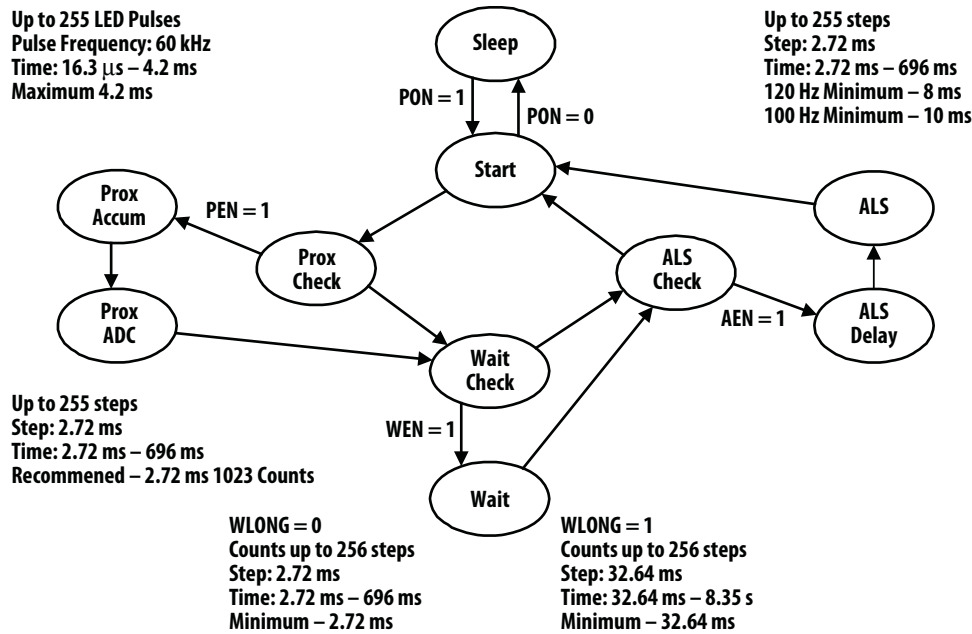 Up to 255 LED Pulses
Pulse Frequency: 60 kHz
Time: 16.3 μs – 4.2 ms
Maximum 4.2 ms
Sleep
Up to 255 steps
Step: 2.72 ms
Time: 2.72 ms – 696 ms
120 Hz Minimum – 8 ms
100 Hz Minimum – 10 ms
PON = 1
PON = 0
Start
Prox
Accum
PEN = 1
ALS
Prox
Check
ALS
Check
Prox
ADC
AEN = 1
ALS
Delay
Wait
Check
Up to 255 steps
Step: 2.72 ms
Time: 2.72 ms – 696 ms
Recommened – 2.72 ms 1023 Counts
WEN = 1
Wait
WLONG = 0
Counts up to 256 steps
Step: 2.72 ms
Time: 2.72 ms – 696 ms
Minimum – 2.72 ms
WLONG = 1
Counts up to 256 steps
Step: 32.64 ms
Time: 32.64 ms – 8.35 s
Minimum – 32.64 ms